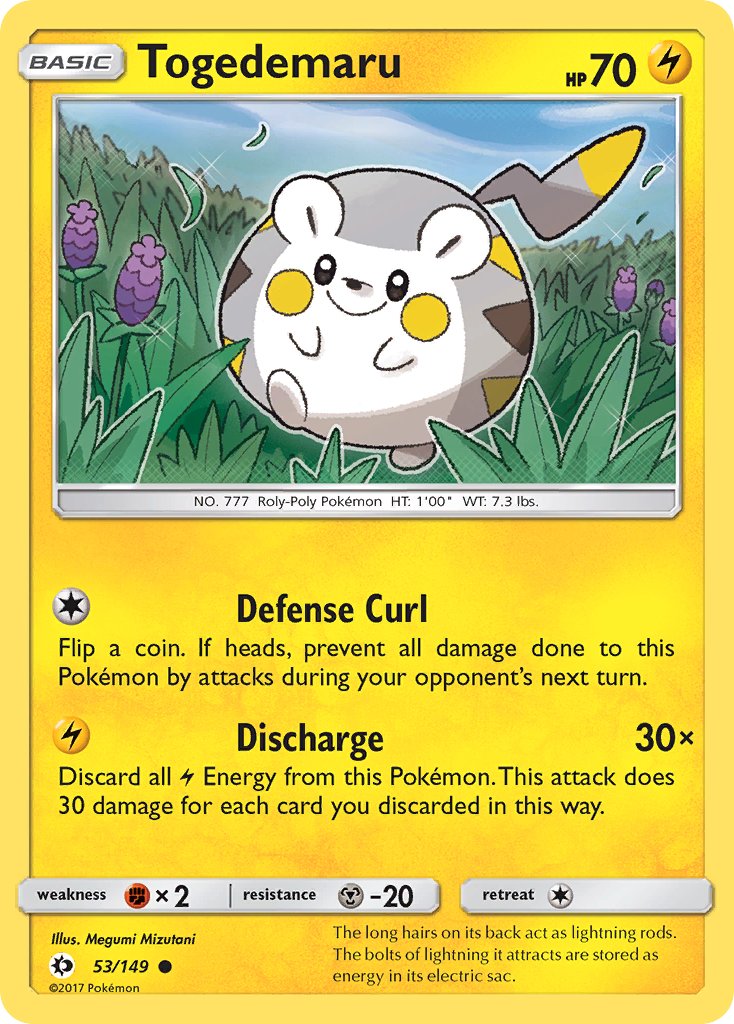 BASIC Togedemaru HP 70
NO. 777 Roly-Poly Pokémon HT: 1'00" WT: 7.3 lbs.
Defense Curl
Flip a coin. If heads, prevent all damage done to this
Pokémon by attacks during your opponent's next turn.
Discharge 30×
Discard all Energy from this Pokémon. This attack does
30 damage for each card you discarded in this way.
weakness × 2 resistance -20 retreat
Illus. Megumi Mizutani
53/149
©2017 Pokémon
The long hairs on its back act as lightning rods.
The bolts of lightning it attracts are stored as
energy in its electric sac.